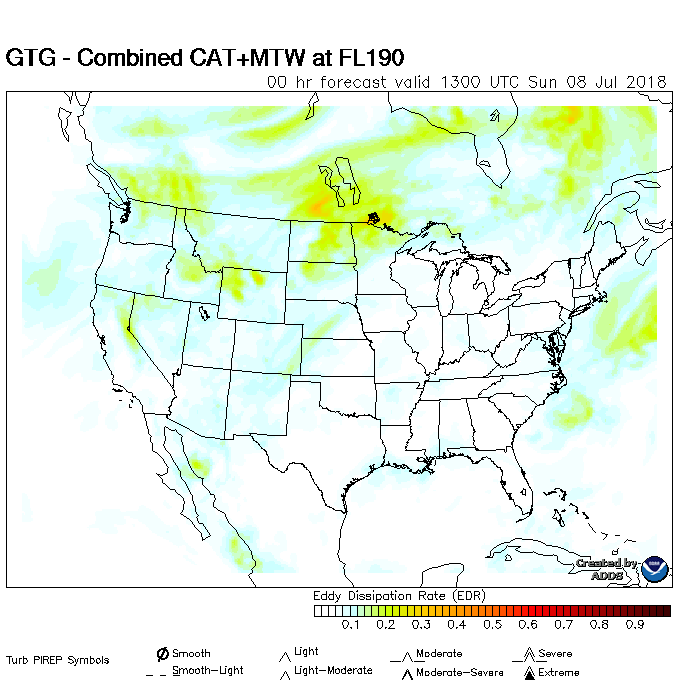 GTG - Combined CAT+MTW at FL190
00 hr forecast valid 1300 UTC Sun 08 Jul 2018
Created by
ADDS
Eddy Dissipation Rate (EDR)
0.1 0.2 0.3 0.4 0.5 0.6 0.7 0.8 0.9
Turb PIREP Symbols
Smooth
Light
Moderate
Severe
Smooth-Light
Light-Moderate
Moderate-Severe
Extreme